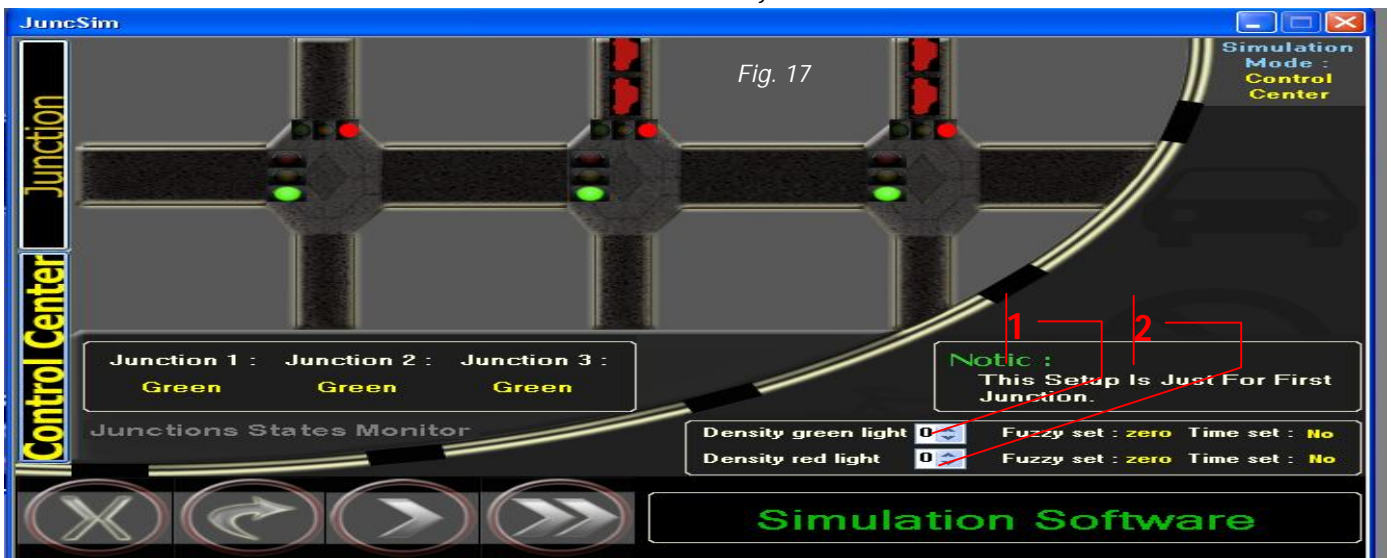 JuncSim
Simulation
Mode :
Control
Center
Fig. 17
Junction
Control Center
1
2
Junction 1 : Junction 2 : Junction 3 :
Green Green Green
Junctions States Monitor
Notic :
This Setup Is Just For First
Junction.
Density green light 0 Fuzzy set : zero Time set : No
Density red light 0 Fuzzy set : zero Time set : No
Simulation Software